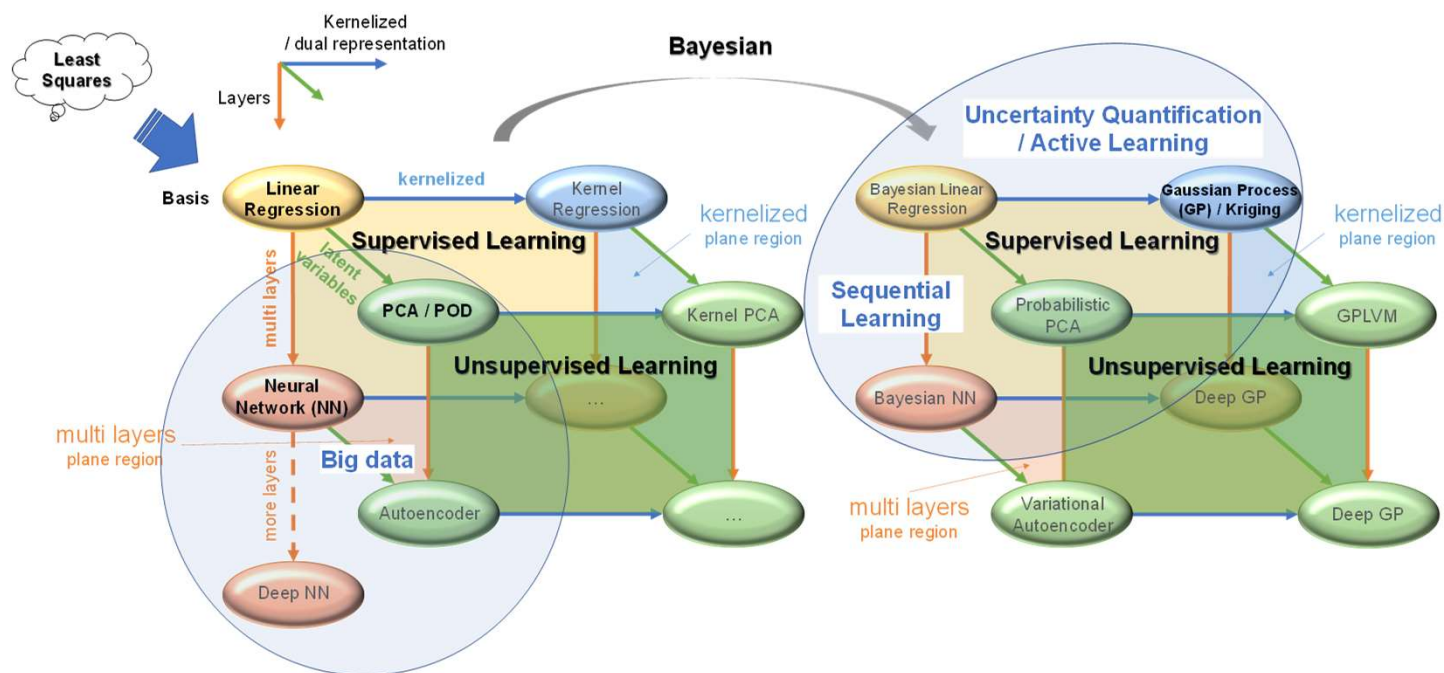 Kernelized
/ dual representation
Least
Squares
Layers
Bayesian
Uncertainty Quantification
/ Active Learning
Basis
Linear
Regression
kernelized
Kernel
Regression
Bayesian Linear
Regression
Gaussian Process
(GP) / Kriging
kernelized
plane region
kernelized
plane region
Supervised Learning
Supervised Learning
multi layers
latent
variables
PCA / POD
Kernel PCA
Sequential
Learning
Probabilistic
PCA
GPLVM
Unsupervised Learning
Unsupervised Learning
Neural
Network (NN)
...
Bayesian NN
Deep GP
multi layers
plane region
Big data
more layers
Autoencoder
...
multi layers
plane region
Variational
Autoencoder
Deep GP
Deep NN